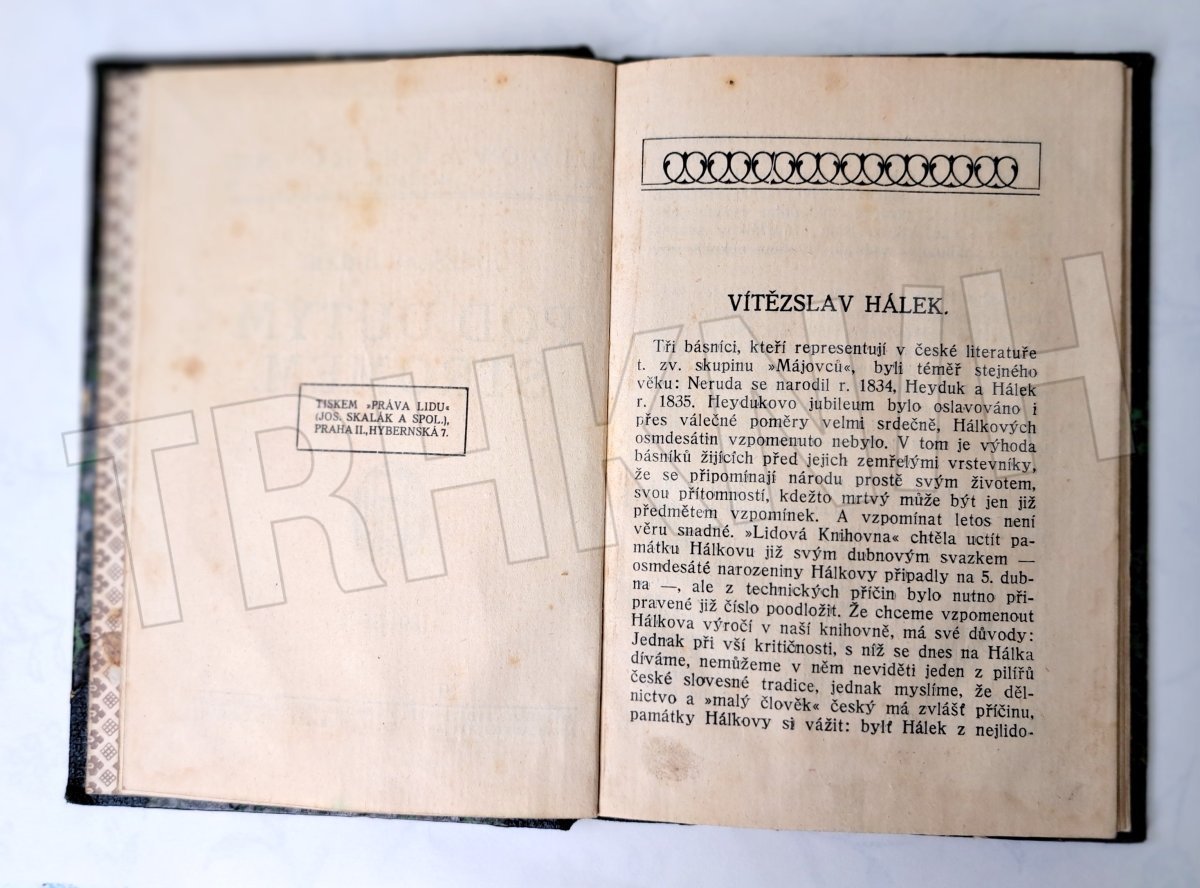 TISKEM »PRÁVA LIDU«
(JOS. SKALÁK A SPOL.),
PRAHA II., HYBERNSKÁ 7.
VÍTĚZSLAV HÁLEK.
Tři básníci, kteří representují v české literatuře
t. zv. skupinu »Májovců«, byli téměř stejného
věku: Neruda se narodil r. 1834, Heyduk a Hálek
r. 1835. Heydukovo jubileum bylo oslavováno i
přes válečné poměry velmi srdečně, Hálkových
osmdesátin vzpomenuto nebylo. V tom je výhoda
básníků žijících před jejich zemřelými vrstevníky,
že se připomínají národu prostě svým životem,
svou přítomností, kdežto mrtvý může být jen již
předmětem vzpomínek. A vzpomínat letos není
věru snadné. »Lidová Knihovna« chtěla uctít pa-
mátku Hálkovu již svým dubnovým svazkem —
osmdesáté narozeniny Hálkovy připadly na 5. dub-
na —, ale z technických příčin bylo nutno při-
pravené již číslo poodložit. Že chceme vzpomenout
Hálkova výročí v naší knihovně, má své důvody:
Jednak při vší kritičnosti, s níž se dnes na Hálka
díváme, nemůžeme v něm neviděti jeden z pilířů
české slovesné tradice, jednak myslíme, že děl-
nictvo a »malý člověk« český má zvlášť příčinu,
památky Hálkovy si vážit: bylť Hálek z nejlido-
TRHKNIH